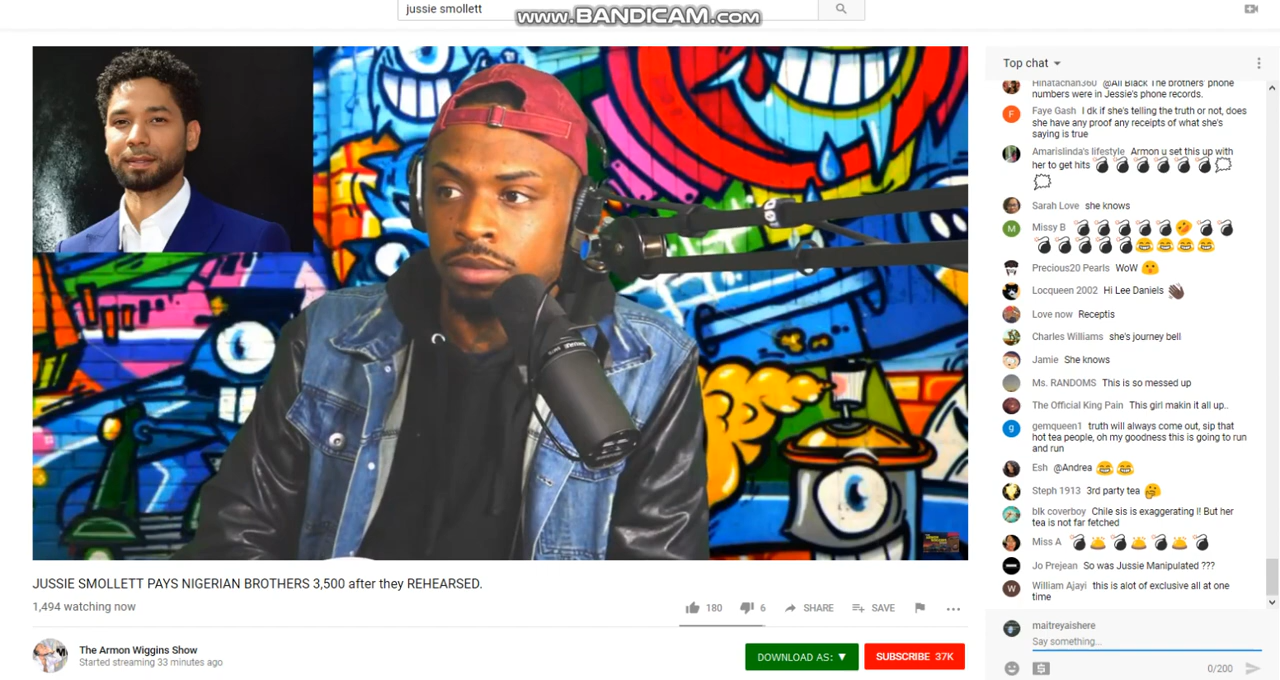 jussie smollett
www.BANDICAM.com
Top chat
Hinatachan360 @All Black The brothers' phone
numbers were in Jessie's phone records.
Faye Gash I dk if she's telling the truth or not, does
she have any proof any receipts of what she's
saying is true
Amarislinda's lifestyle Armon u set this up with
her to get hits
Sarah Love she knows
Missy B
Precious20 Pearls WoW
Locqueen 2002 Hi Lee Daniels
Love now Receptis
Charles Williams she's journey bell
Jamie She knows
Ms. RANDOMS This is so messed up
The Official King Pain This girl makin it all up..
gemqueen1 truth will always come out, sip that
hot tea people, oh my goodness this is going to run
and run
Esh @Andrea
Steph 1913 3rd party tea
blk coverboy Chile sis is exaggerating !! But her
tea is not far fetched
Miss A
Jo Prejean So was Jussie Manipulated ???
William Ajayi this is alot of exclusive all at one
time
maitreyaishere
Say something...
0/200
JUSSIE SMOLLETT PAYS NIGERIAN BROTHERS 3,500 after they REHEARSED.
1,494 watching now
180
6
SHARE
SAVE
The Armon Wiggins Show
Started streaming 33 minutes ago
DOWNLOAD AS: ▼
SUBSCRIBE 37K